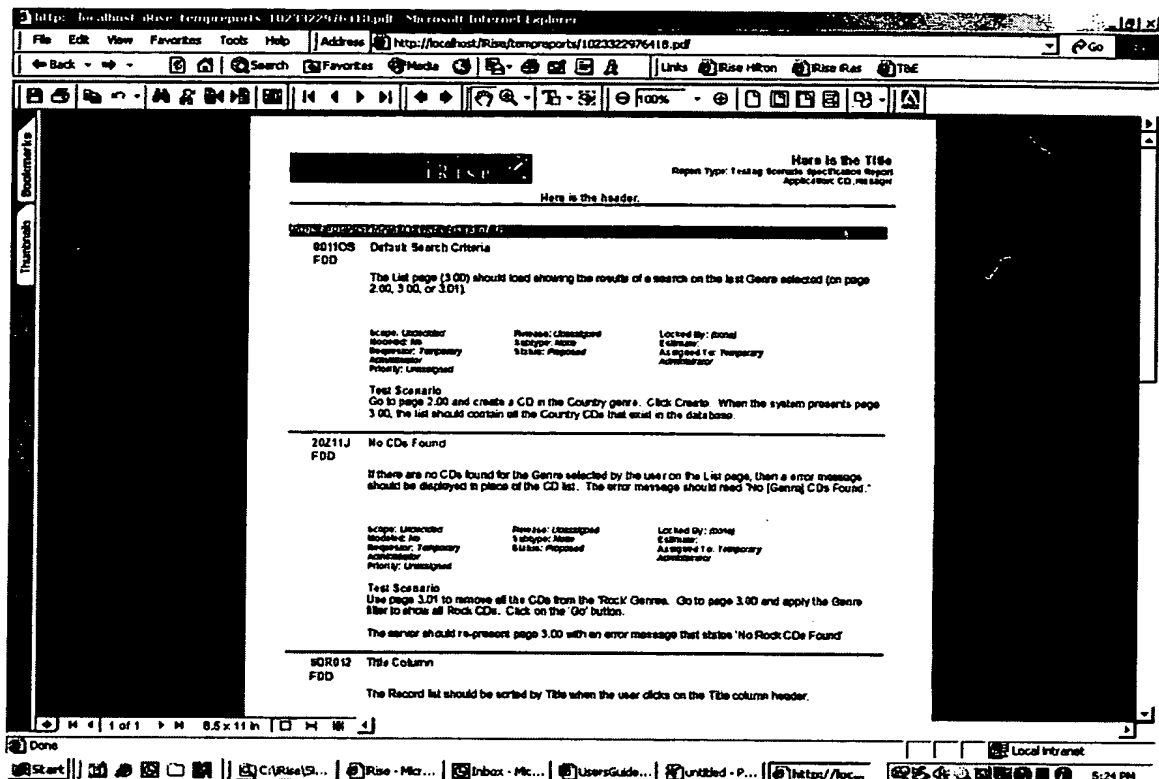 http://localhost/iRise/tempreports/1023322976418.pdf - Microsoft Internet Explorer
File Edit View Favorites Tools Help Address http://localhost/iRise/tempreports/1023322976418.pdf Go
Back Search Favorites Media Links iRise Hilton iRise iRas T&E
100%
Bookmarks
Thumbnails
iRise
Here is the Title
Report Type: Testing Scenario Specification Report
Application: CD_manager
Here is the header.
0011OS Default Search Criteria
FDD
The List page (3.00) should load showing the results of a search on the last Genre selected (on page
2.00, 3.00, or 3.01).
Scope: Undecided Release: Unassigned Locked By: (none)
Modeled: No Subtype: None Estimate:
Requestor: Temporary Status: Proposed Assigned To: Temporary
Administrator Administrator
Priority: Unassigned
Test Scenario
Go to page 2.00 and create a CD in the Country genre. Click Create. When the system presents page
3.00, the list should contain all the Country CDs that exist in the database.
20Z11J No CDs Found
FDD
If there are no CDs found for the Genre selected by the user on the List page, then a error message
should be displayed in place of the CD list. The error message should read "No [Genre] CDs Found."
Scope: Undecided Release: Unassigned Locked By: (none)
Modeled: No Subtype: None Estimate:
Requestor: Temporary Status: Proposed Assigned To: Temporary
Administrator Administrator
Priority: Unassigned
Test Scenario
Use page 3.01 to remove all the CDs from the 'Rock' Genres. Go to page 3.00 and apply the Genre
filter to show all Rock CDs. Click on the 'Go' button.
The server should re-present page 3.00 with an error message that states 'No Rock CDs Found'
Title Column
FDD
The Record list should be sorted by Title when the user clicks on the Title column header.
1 of 1 8.5 x 11 in
Done Local intranet
Start C:\iRise\S... iRise - Micr... Inbox - Mic... UsersGuide... untitled - P... http://loc... 5:24 PM